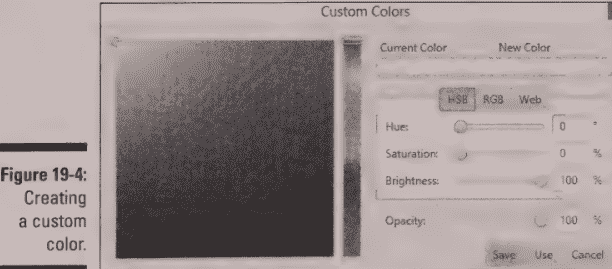 Custom Colors
Current Color New Color
HSB RGB Web
Hue: 0 °
Saturation: 0 %
Brightness: 100 %
Opacity: 100 %
Save Use Cancel
Figure 19-4:
Creating
a custom
color.